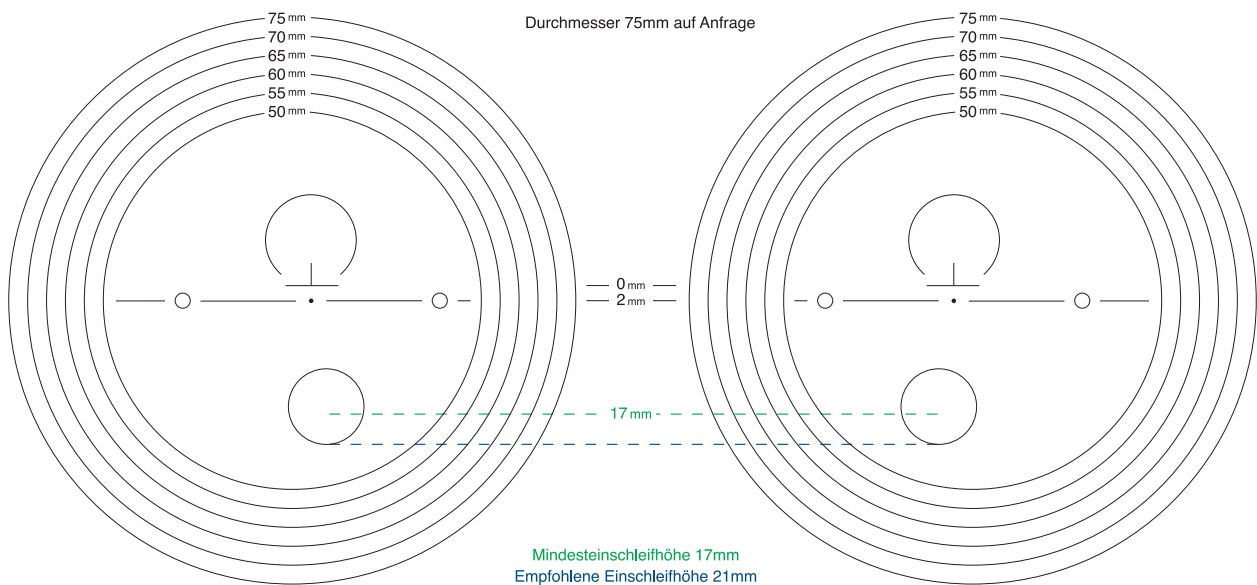 Durchmesser 75mm auf Anfrage
75 mm
70 mm
65 mm
60 mm
55 mm
50 mm
75 mm
70 mm
65 mm
60 mm
55 mm
50 mm
0 mm
2 mm
17 mm
Mindesteinschleifhöhe 17mm
Empfohlene Einschleifhöhe 21mm